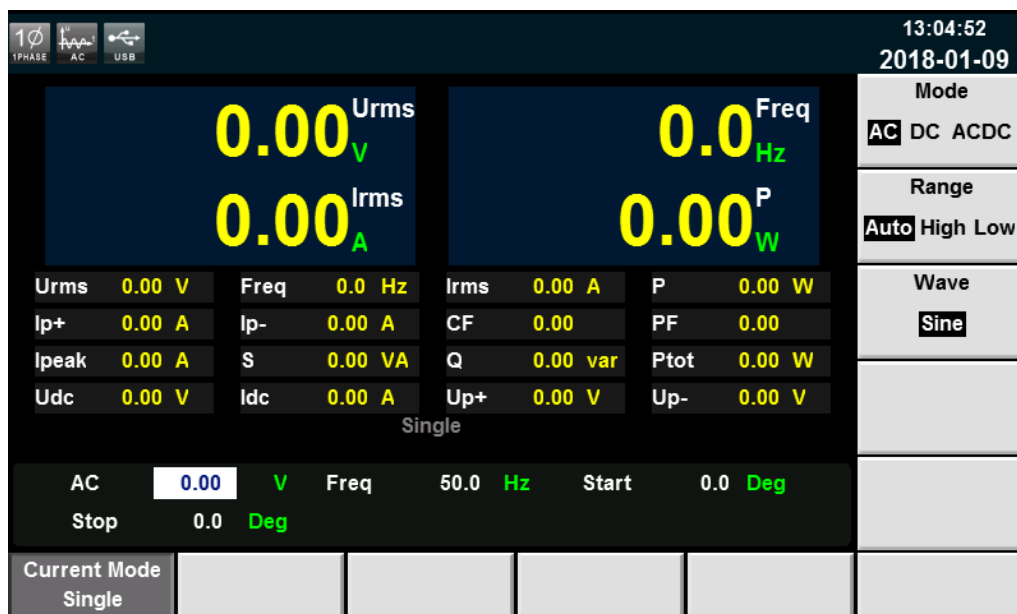 1Ø
1PHASE
U
t
AC
USB
13:04:52
2018-01-09
0.00 Urms V
0.0 Freq Hz
0.00 Irms A
0.00 P W
Mode
AC DC ACDC
Range
Auto High Low
Wave
Sine
Urms 0.00 V Freq 0.0 Hz Irms 0.00 A P 0.00 W
Ip+ 0.00 A Ip- 0.00 A CF 0.00 PF 0.00
Ipeak 0.00 A S 0.00 VA Q 0.00 var Ptot 0.00 W
Udc 0.00 V Idc 0.00 A Up+ 0.00 V Up- 0.00 V
Single
AC 0.00 V Freq 50.0 Hz Start 0.0 Deg
Stop 0.0 Deg
Current Mode
Single